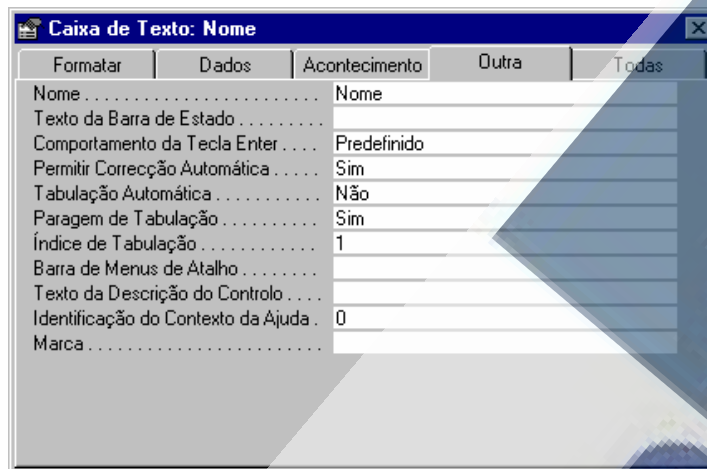 Caixa de Texto: Nome
Formatar Dados Acontecimento Outra Todas
Nome . . . . . . . . . . . . . . . . . . . . . . . . Nome
Texto da Barra de Estado . . . . . . . . .
Comportamento da Tecla Enter . . . . Predefinido
Permitir Correcção Automática . . . . . Sim
Tabulação Automática . . . . . . . . . . . Não
Paragem de Tabulação . . . . . . . . . . Sim
Índice de Tabulação . . . . . . . . . . . . 1
Barra de Menus de Atalho . . . . . . . .
Texto da Descrição do Controlo . . . .
Identificação do Contexto da Ajuda . 0
Marca . . . . . . . . . . . . . . . . . . . . . . . .